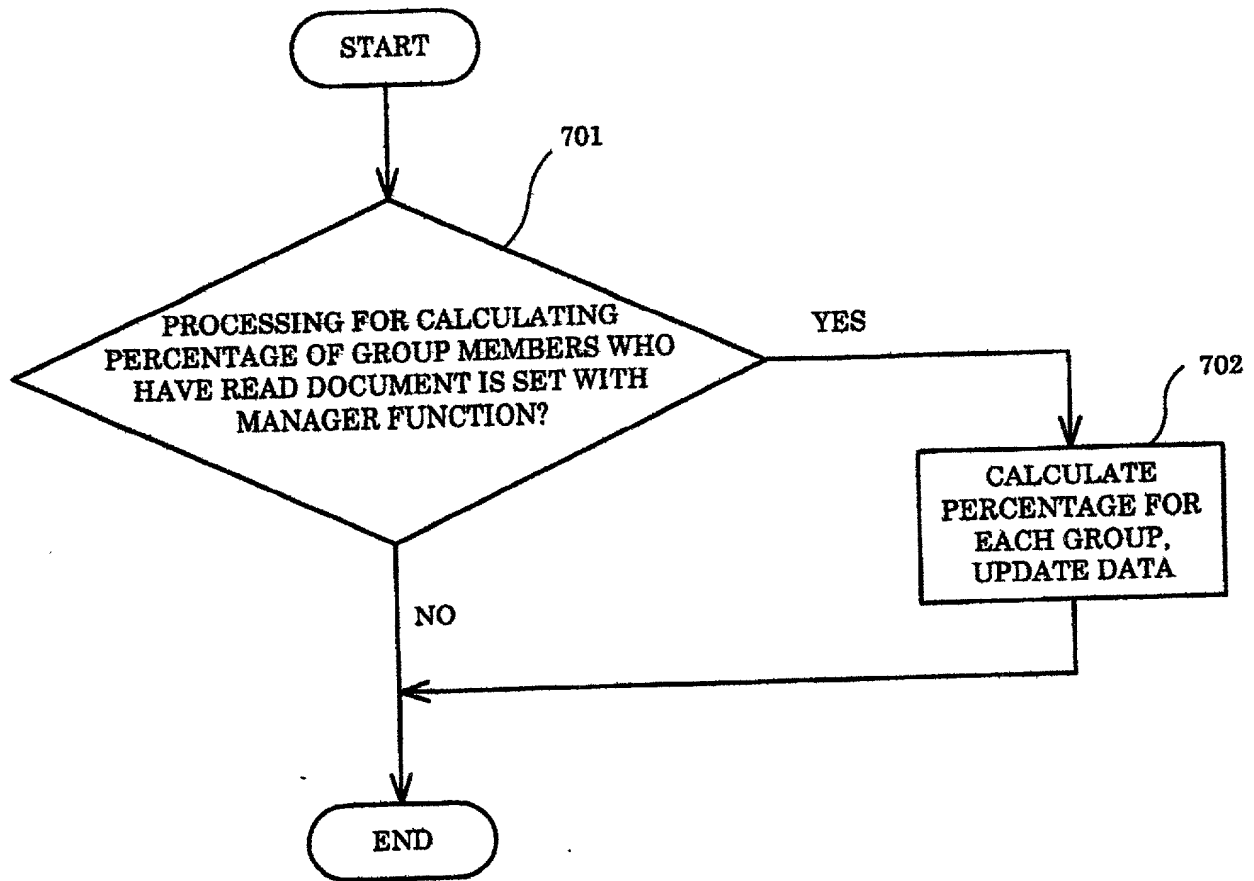 START
701
PROCESSING FOR CALCULATING
PERCENTAGE OF GROUP MEMBERS WHO
HAVE READ DOCUMENT IS SET WITH
MANAGER FUNCTION?
YES
702
CALCULATE
PERCENTAGE FOR
EACH GROUP,
UPDATE DATA
NO
END